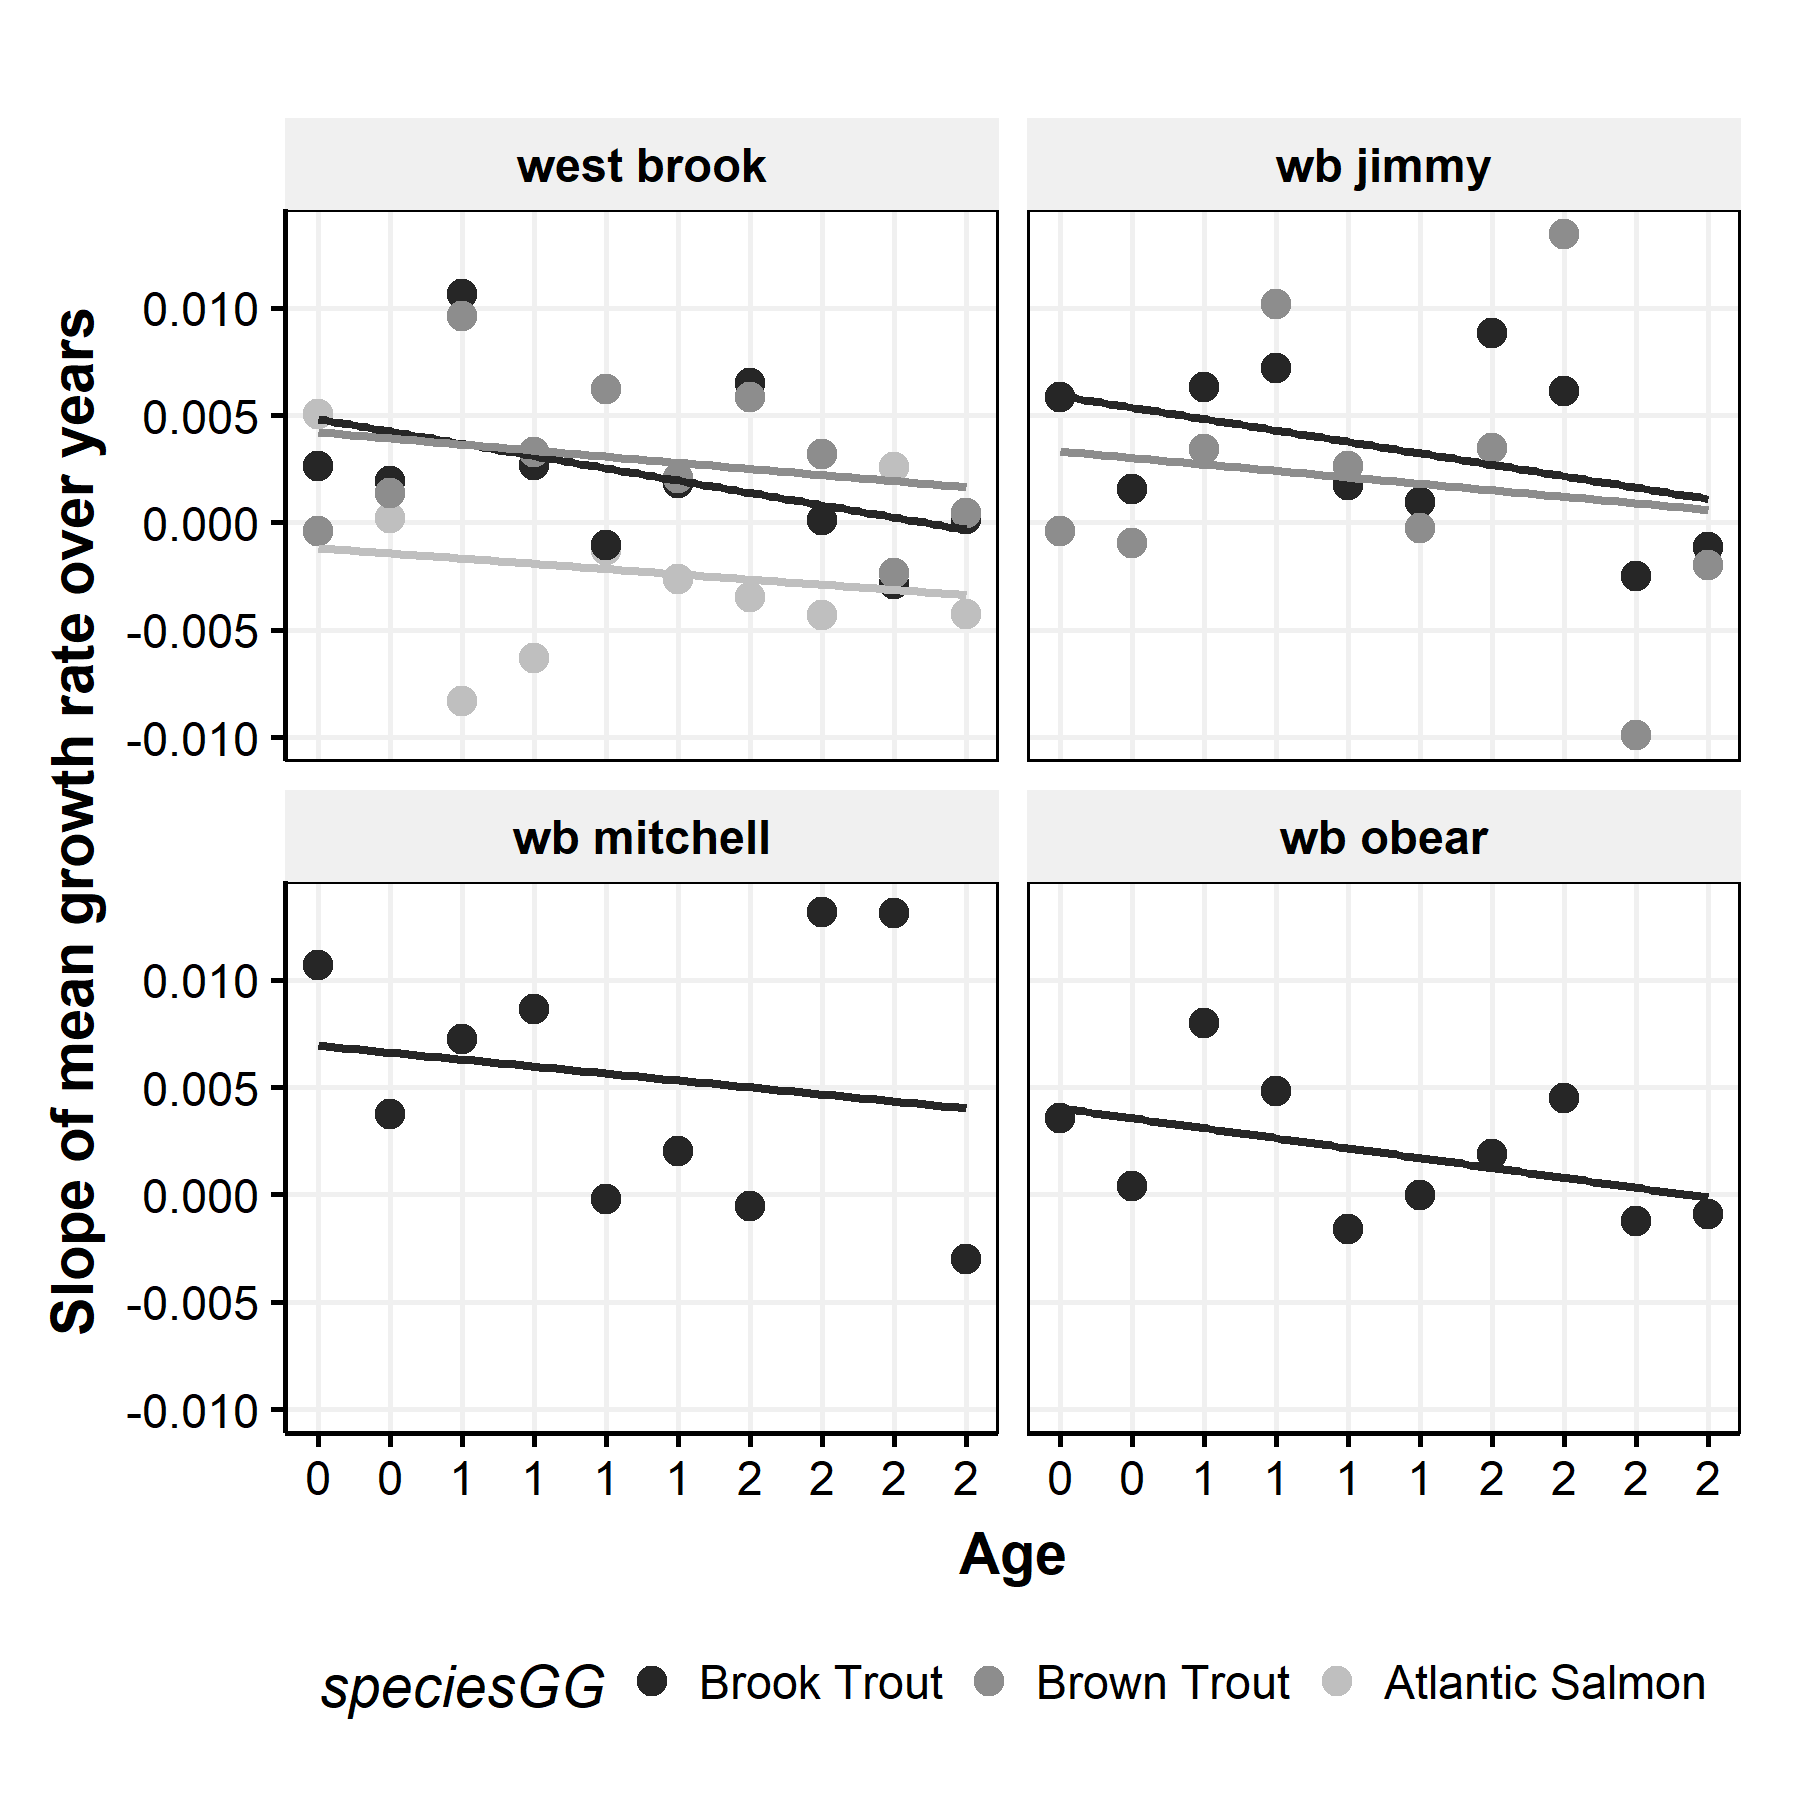 west brook
wb jimmy
0.010
0.005
0.000
-0.005
-0.010
wb mitchell
wb obear
0.010
0.005
0.000
-0.005
-0.010
0 0 1 1 1 1 2 2 2 2
0 0 1 1 1 1 2 2 2 2
Slope of mean growth rate over years
Age
speciesGG Brook Trout Brown Trout Atlantic Salmon